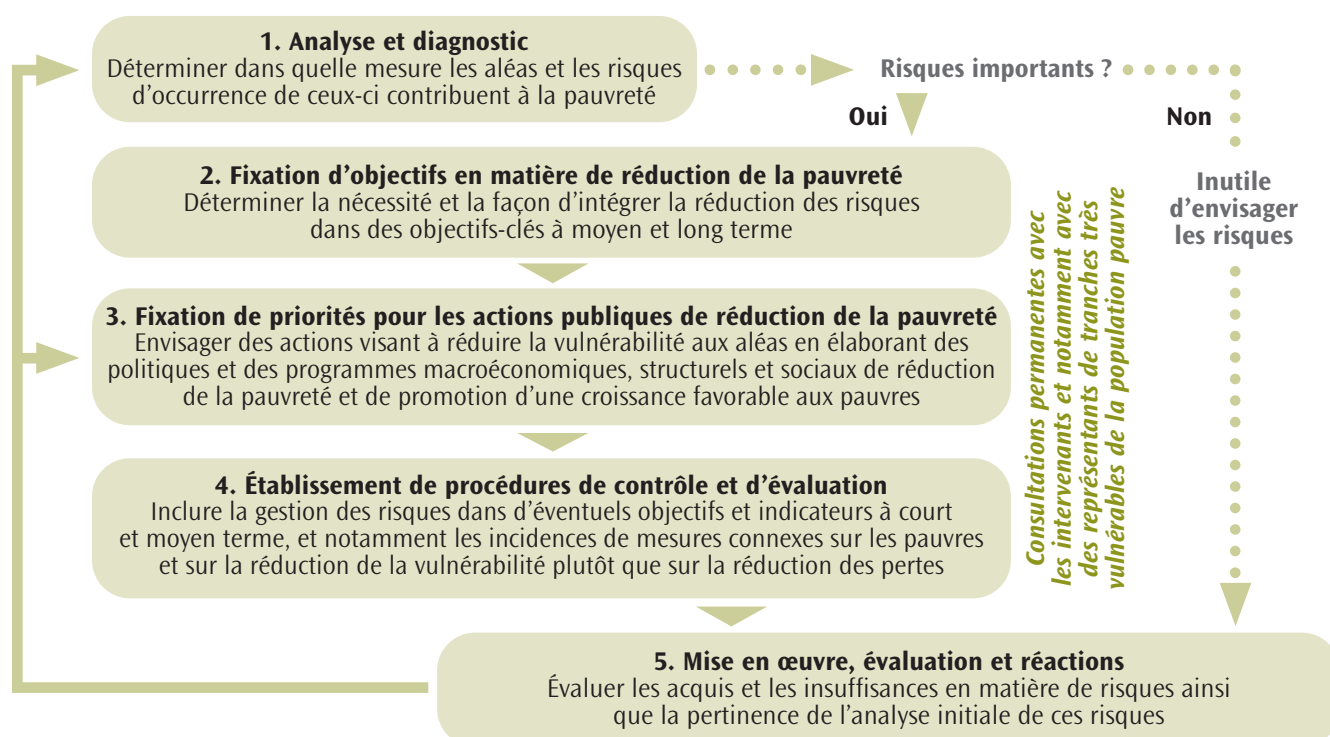 1. Analyse et diagnostic
Déterminer dans quelle mesure les aléas et les risques
d'occurrence de ceux-ci contribuent à la pauvreté
Risques importants ?
Oui
Non
2. Fixation d’objectifs en matière de réduction de la pauvreté
Déterminer la nécessité et la façon d’intégrer la réduction des risques
dans des objectifs-clés à moyen et long terme
Inutile
d’envisager
les risques
3. Fixation de priorités pour les actions publiques de réduction de la pauvreté
Envisager des actions visant à réduire la vulnérabilité aux aléas en élaborant des
politiques et des programmes macroéconomiques, structurels et sociaux de réduction
de la pauvreté et de promotion d’une croissance favorable aux pauvres
Consultations permanentes avec
les intervenants et notamment avec
des représentants de tranches très
vulnérables de la population pauvre
4. Établissement de procédures de contrôle et d'évaluation
Inclure la gestion des risques dans d’éventuels objectifs et indicateurs à court
et moyen terme, et notamment les incidences de mesures connexes sur les pauvres
et sur la réduction de la vulnérabilité plutôt que sur la réduction des pertes
5. Mise en œuvre, évaluation et réactions
Évaluer les acquis et les insuffisances en matière de risques ainsi
que la pertinence de l’analyse initiale de ces risques